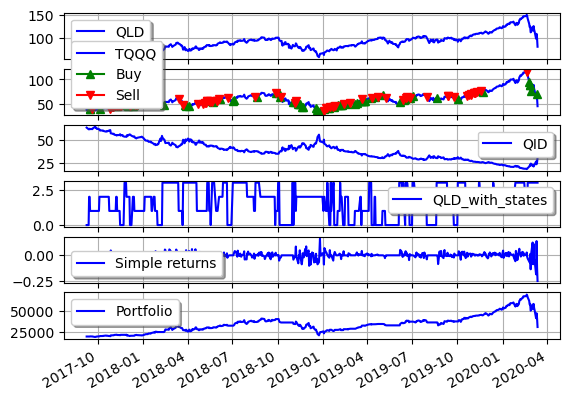 150
100
QLD
TQQQ
Buy
Sell
100
50
50
25
QID
2.5
0.0
QLD_with_states
0.00
−0.25
Simple returns
50000
25000
Portfolio
2017-10
2018-01
2018-04
2018-07
2018-10
2019-01
2019-04
2019-07
2019-10
2020-01
2020-04